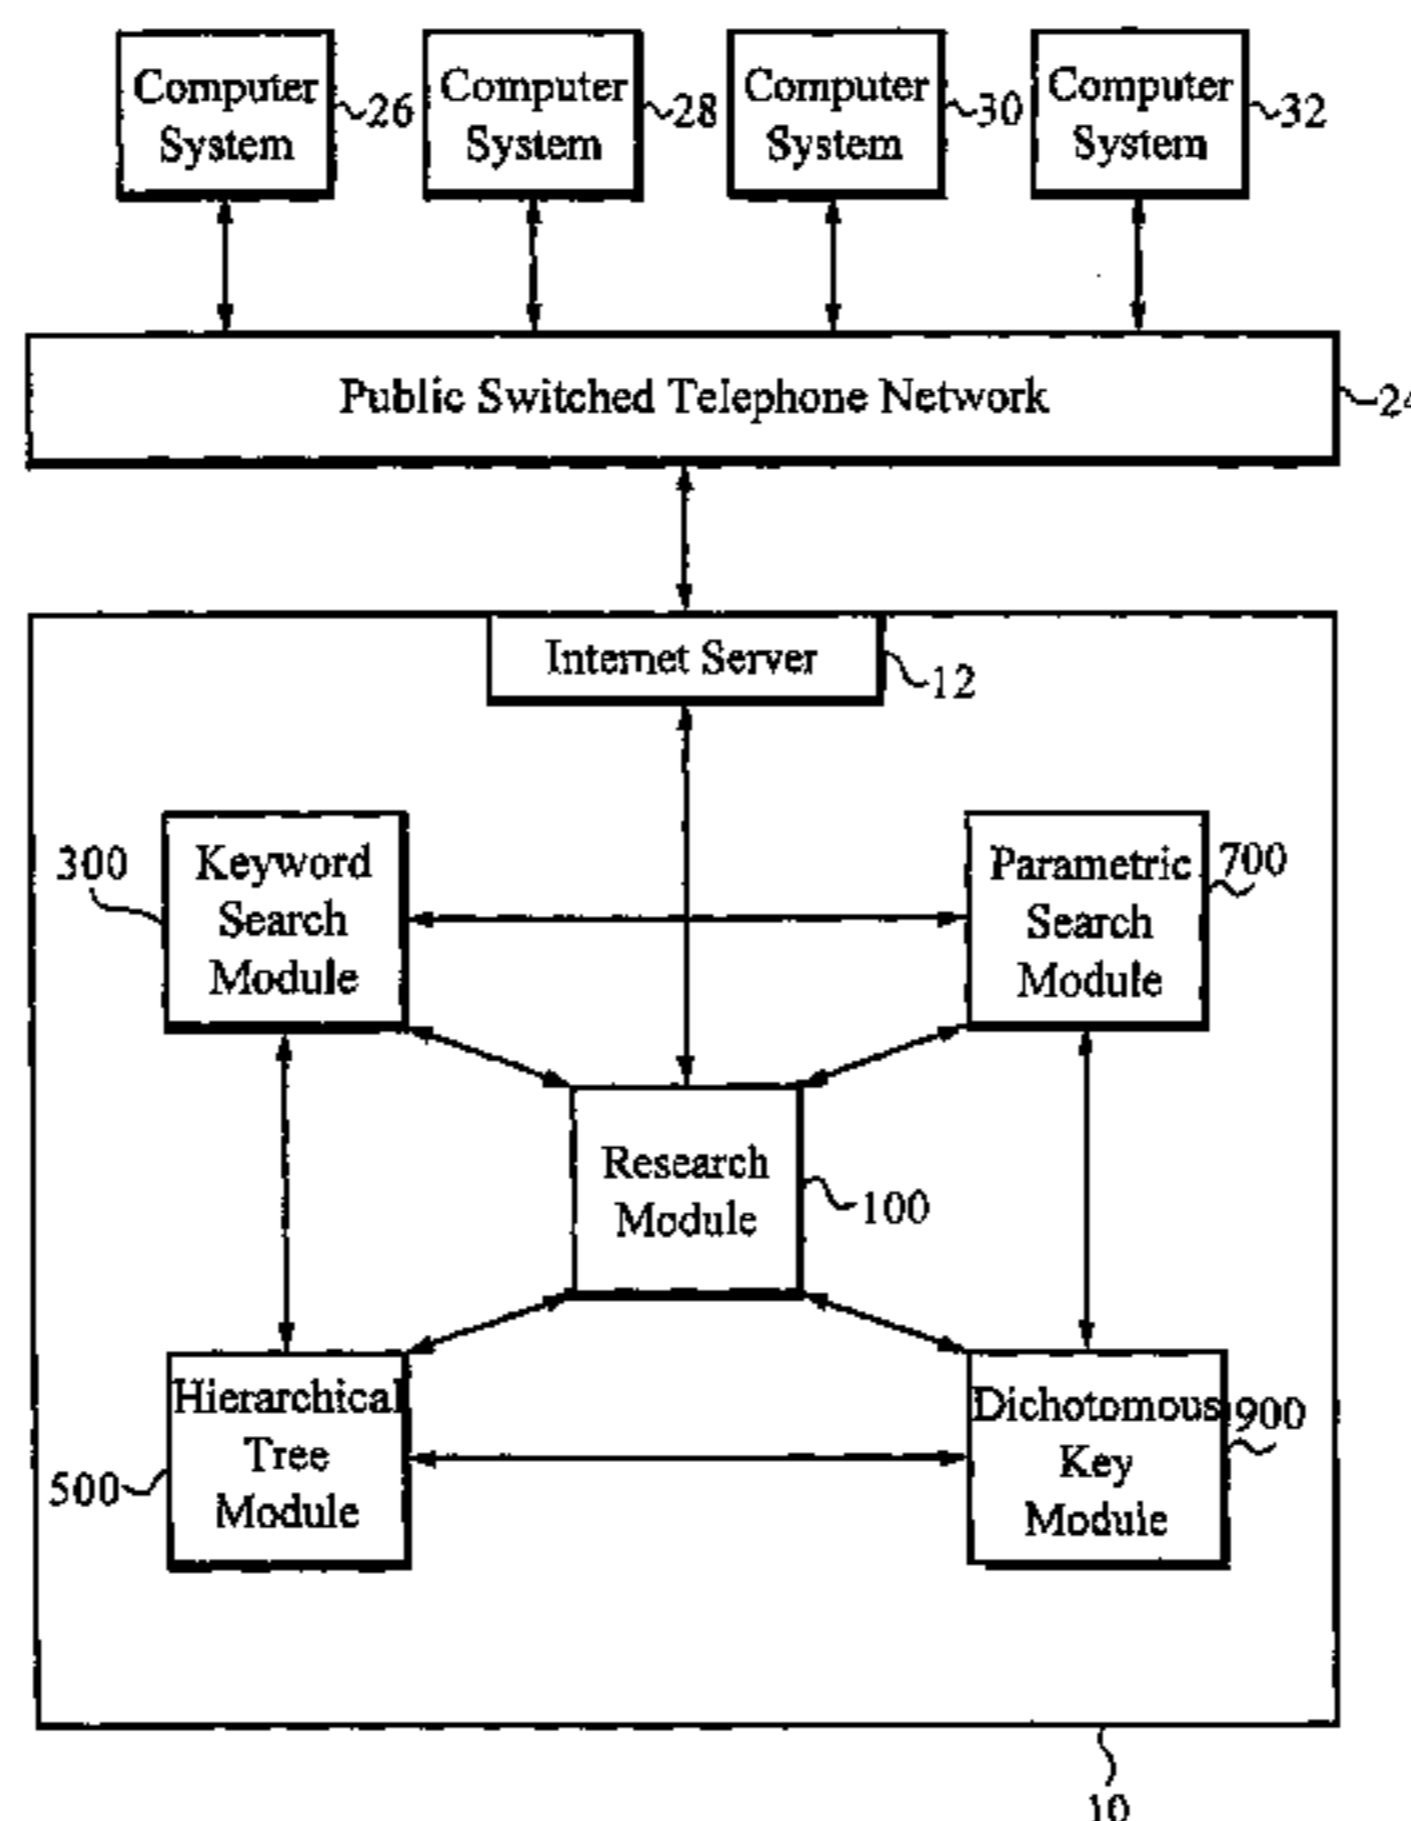 Computer
System
26
Computer
System
28
Computer
System
30
Computer
System
32
Public Switched Telephone Network
24
Internet Server
12
300
Keyword
Search
Module
Parametric
Search
Module
700
Research
Module
100
Hierarchical
Tree
Module
500
Dichotomous
Key
Module
900
10